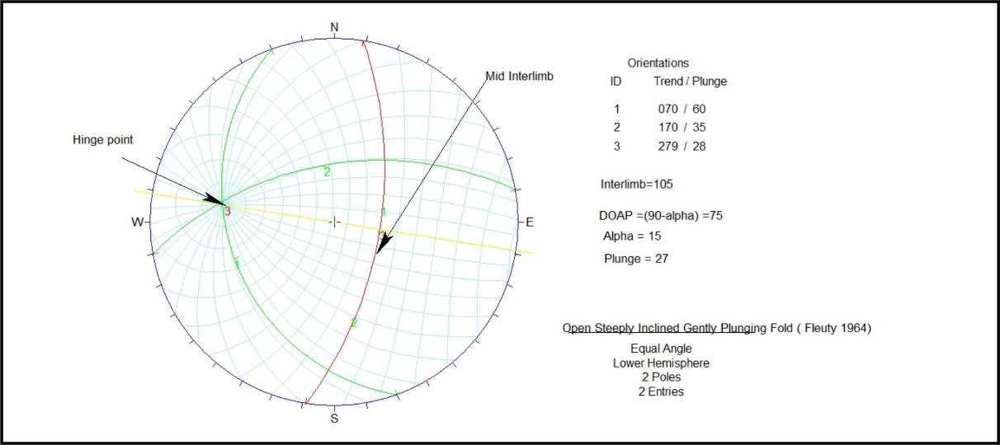 N
Mid Interlimb
Hinge point
2
3
1
1
W
E
3
2
S
Orientations
ID Trend / Plunge
1 070 / 60
2 170 / 35
3 279 / 28
Interlimb=105
DOAP =(90-alpha) =75
Alpha = 15
Plunge = 27
Open Steeply Inclined Gently Plunging Fold ( Fleuty 1964)
Equal Angle
Lower Hemisphere
2 Poles
2 Entries